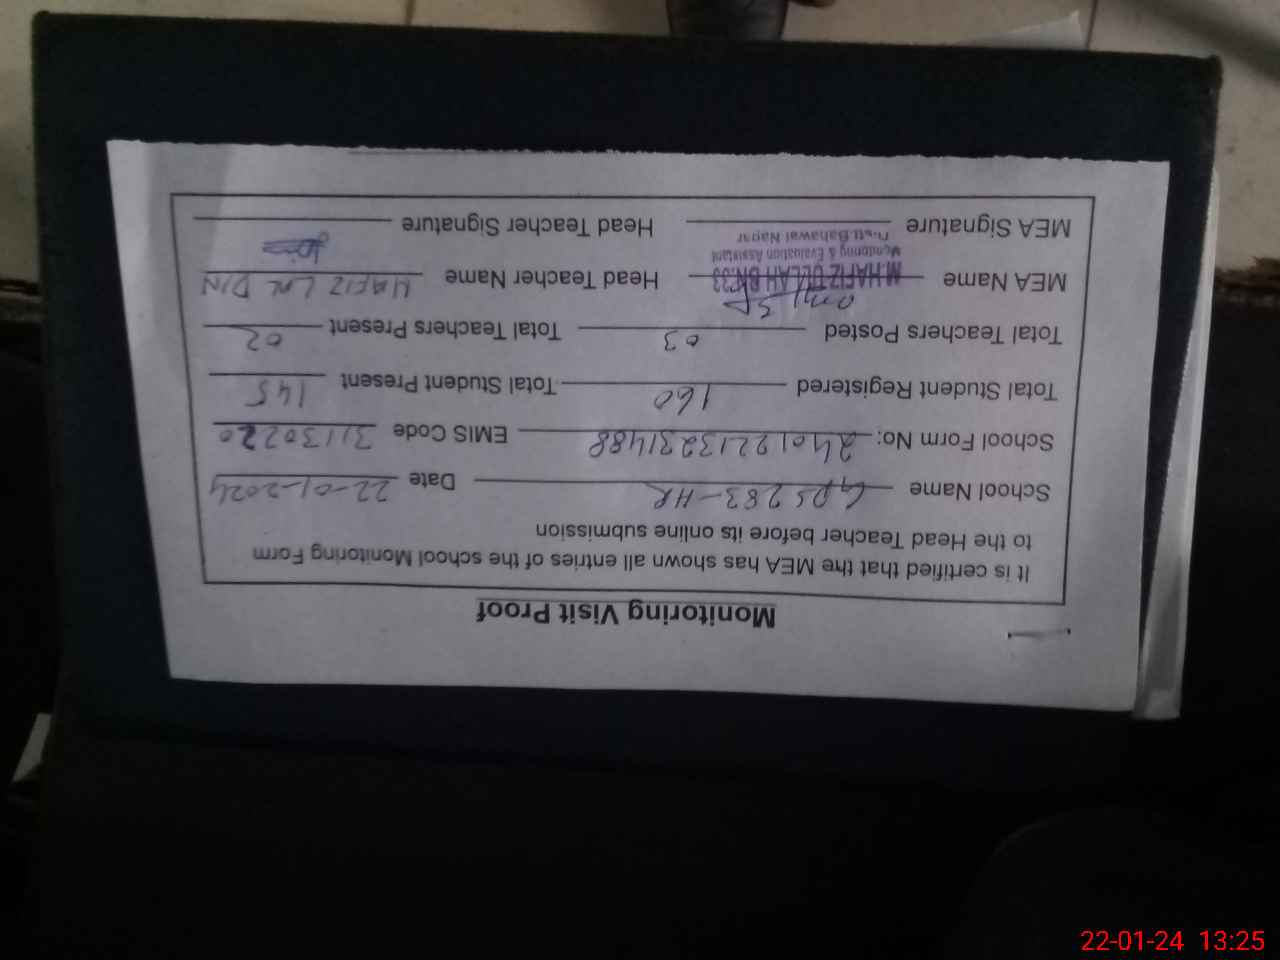 Monitoring Visit Proof
It is certified that the MEA has shown all entries of the school Monitoring Form
to the Head Teacher before its online submission
School Name GPS 283-HR Date 22-01-2024
School Form No: 24012213231488 EMIS Code 31130220
Total Student Registered 160 Total Student Present 145
Total Teachers Posted 03 Total Teachers Present 02
MEA Name M.HAFIZ ULLAH BN:33 Head Teacher Name HAFIZ LAL DIN
Monitoring & Evaluation Assistant
Distt: Bahawal Nagar
MEA Signature Head Teacher Signature
22-01-24 13:25